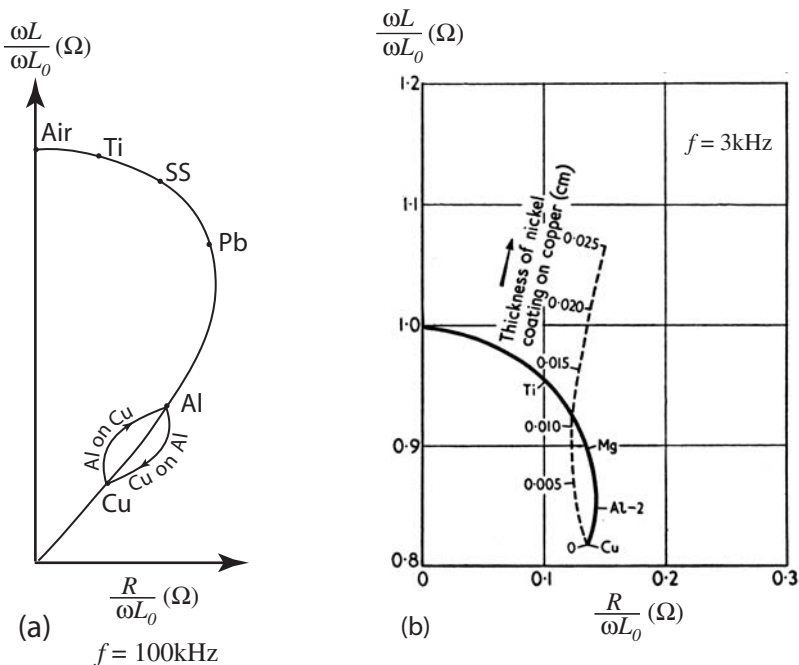 ωL
ωL₀ (Ω)
Air
Ti
SS
Pb
Al
Al on Cu
Cu on Al
Cu
R
ωL₀ (Ω)
(a)
f = 100kHz
ωL
ωL₀ (Ω)
1·2
1·1
1·0
0·9
0·8
f = 3kHz
Thickness of nickel
coating on copper (cm)
0·025
0·020
0·015
0·010
0·005
0
Ti
Mg
Al-2
Cu
0
0·1
0·2
0·3
R
ωL₀ (Ω)
(b)